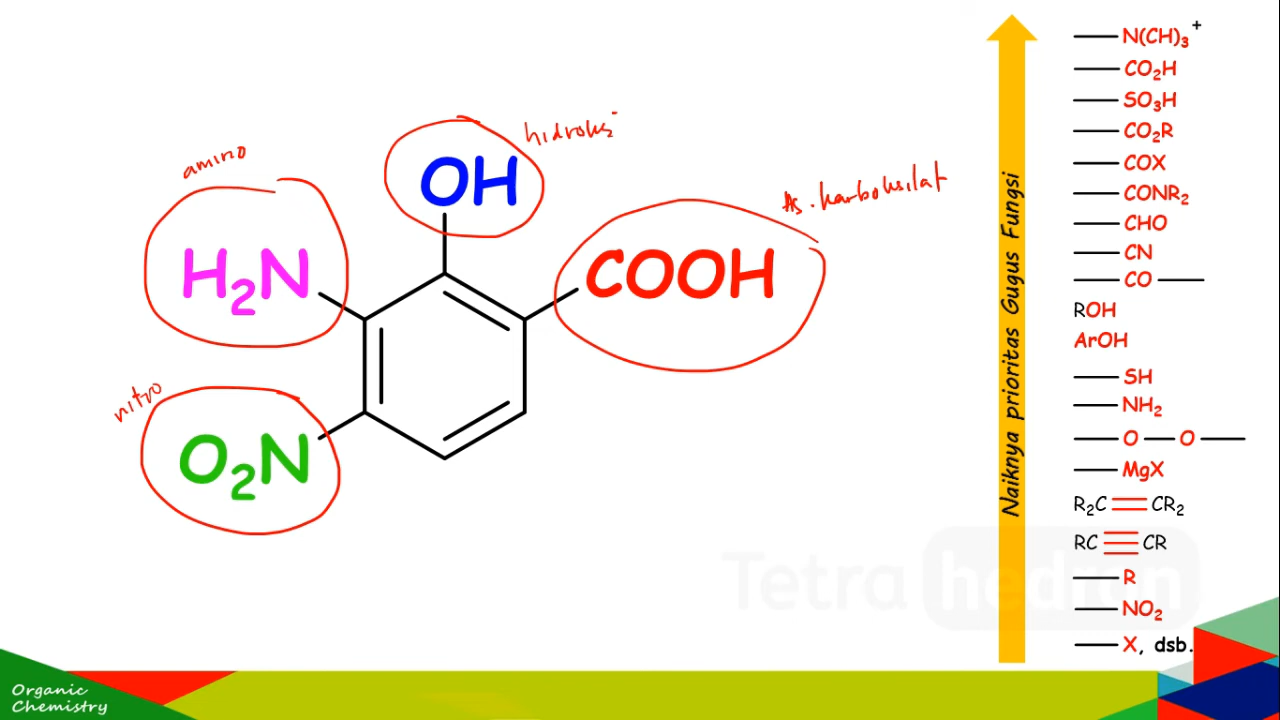 amino
hidroksi
As. karboksilat
nitro
OH
H₂N
COOH
O₂N
Naiknya prioritas Gugus Fungsi
N(CH)₃⁺
CO₂H
SO₃H
CO₂R
COX
CONR₂
CHO
CN
CO
ROH
ArOH
SH
NH₂
O O
MgX
R₂C CR₂
RC CR
R
NO₂
X, dsb.
Tetra hedron
Organic
Chemistry